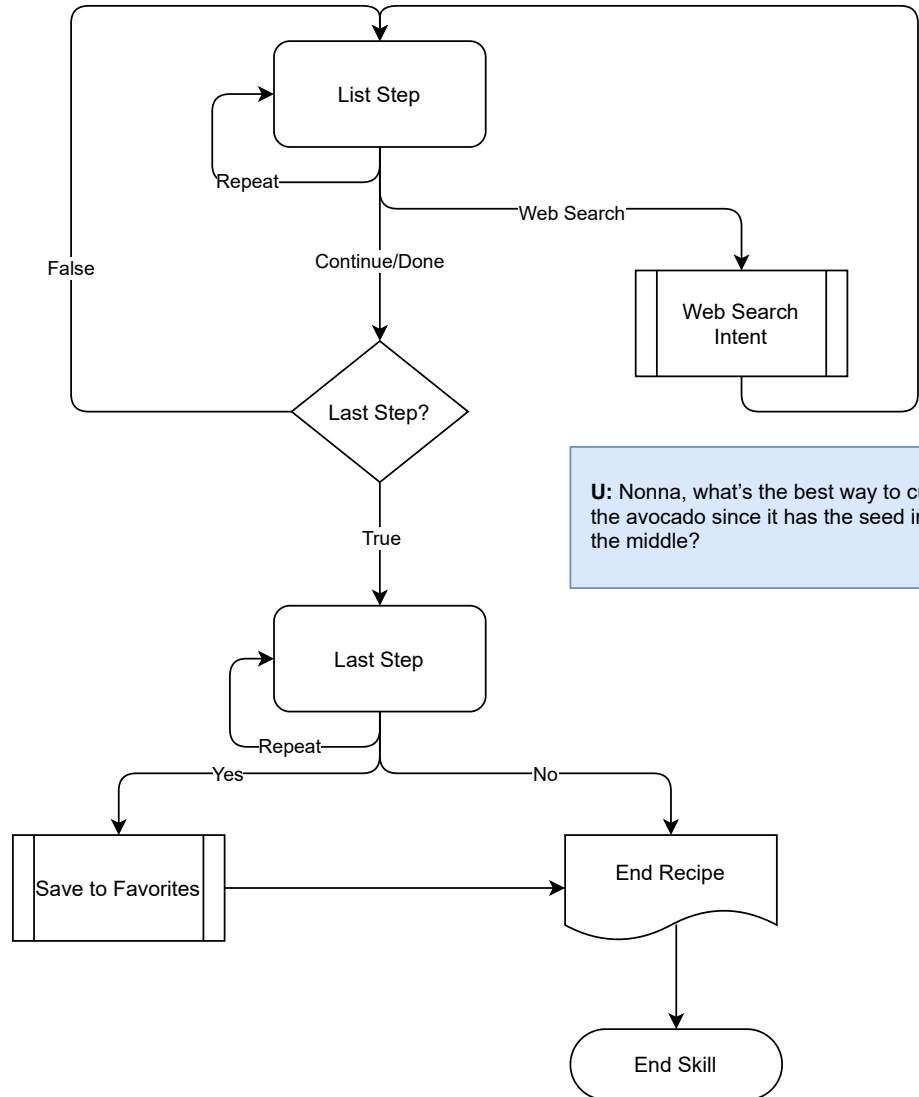 List Step
Repeat
Web Search
False
Continue/Done
Web Search
Intent
Last Step?
U: Nonna, what's the best way to
the avocado since it has the seed
the middle?
True
Last Step
Repeat
Yes
No
Save to Favorites
End Recipe
End Skill